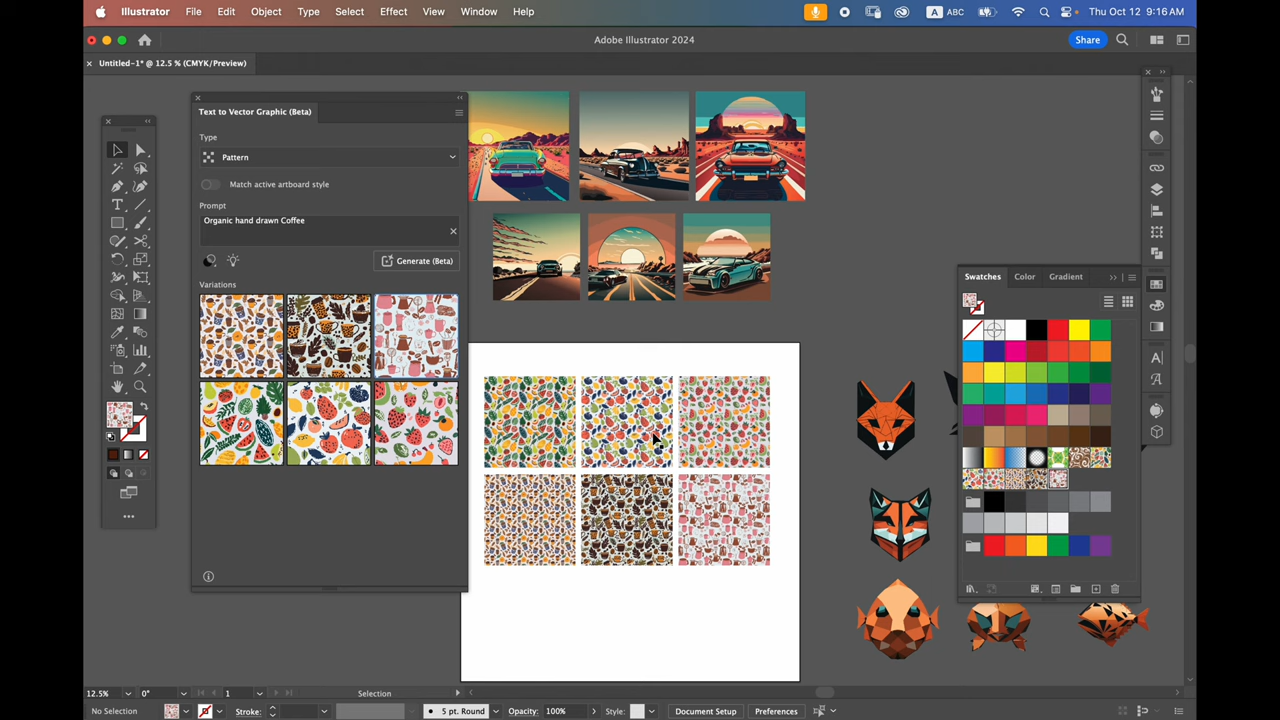 Illustrator File Edit Object Type Select Effect View Window Help A ABC Thu Oct 12 9:16 AM
Adobe Illustrator 2024 Share
× Untitled-1* @ 12.5 % (CMYK/Preview)
Text to Vector Graphic (Beta)
Type
Pattern
Match active artboard style
Prompt
Organic hand drawn Coffee
Generate (Beta)
Variations
Swatches Color Gradient
12.5% 0° 1 Selection
No Selection Stroke: 5 pt. Round Opacity: 100% Style: Document Setup Preferences